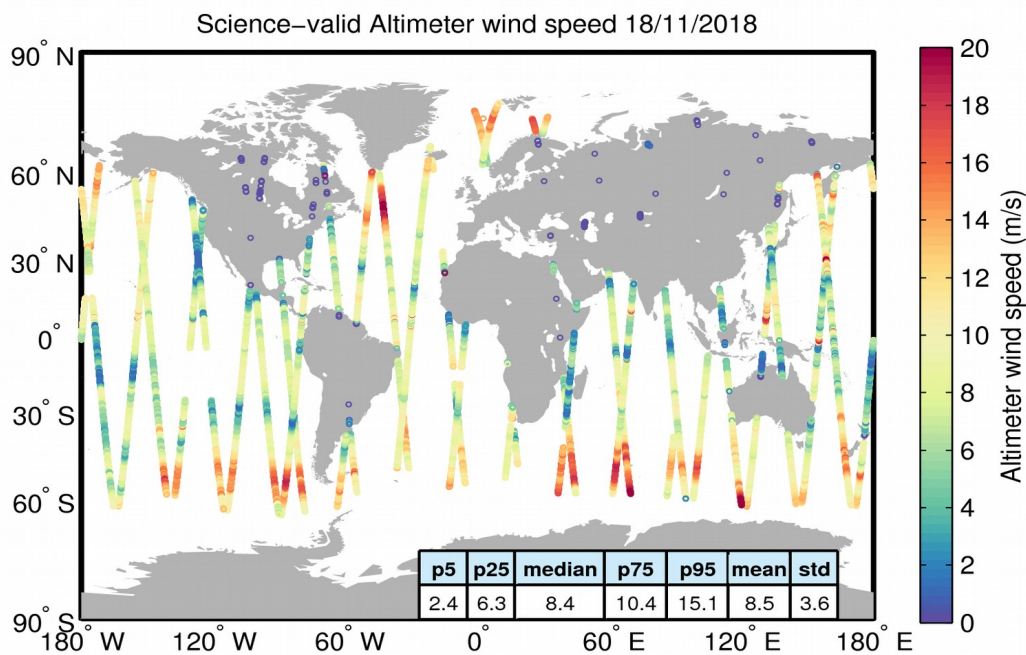 Science−valid Altimeter wind speed 18/11/2018
90° N
60° N
30° N
0°
30° S
60° S
90° S
180° W
120° W
60° W
0°
60° E
120° E
180° E
p5 p25 median p75 p95 mean std
2.4 6.3 8.4 10.4 15.1 8.5 3.6
20
18
16
14
12
10
8
6
4
2
0
Altimeter wind speed (m/s)